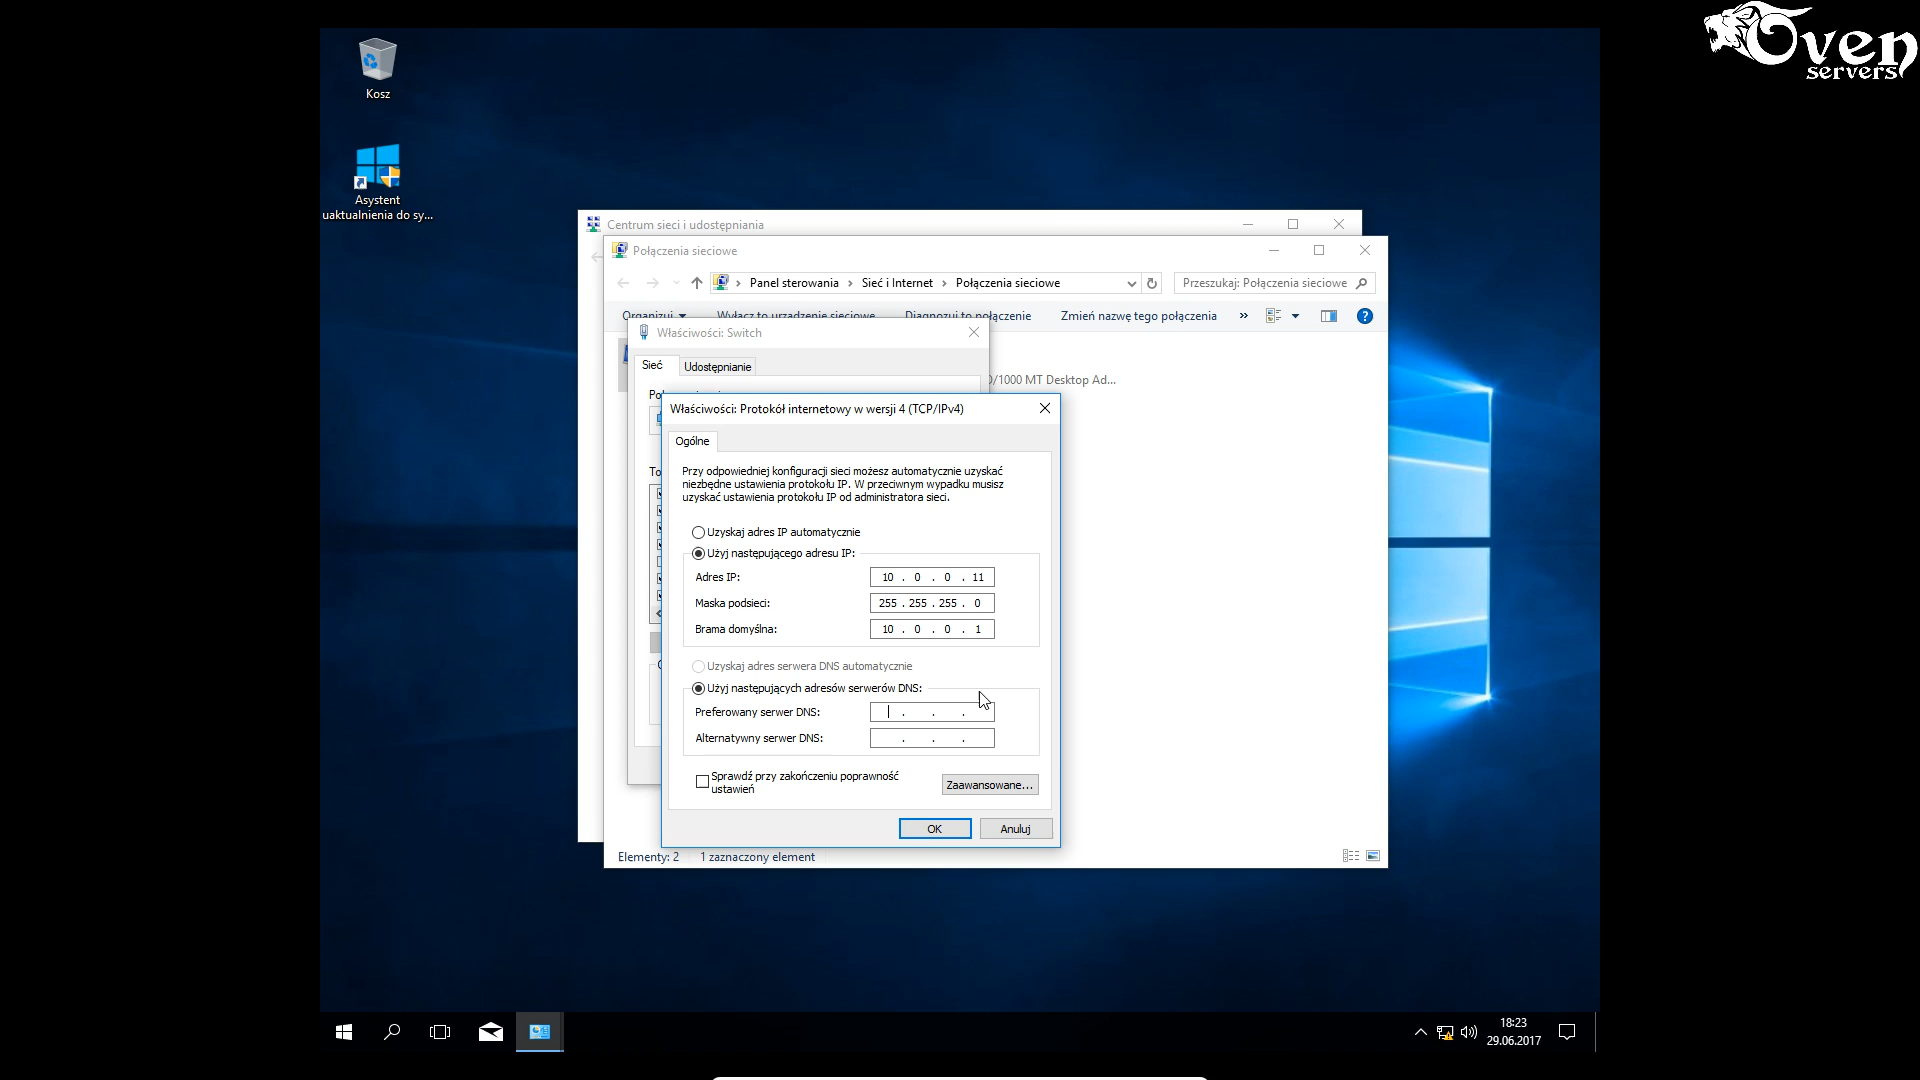 Oven
servers
Kosz
Asystent
uaktualnienia do sy...
Centrum sieci i udostępniania
Połączenia sieciowe
Panel sterowania
Sieć i Internet
Połączenia sieciowe
Przeszukaj: Połączenia sieciowe
Organizuj
Wyłącz to urządzenie sieciowe
Diagnozuj to połączenie
Zmień nazwę tego połączenia
»
Właściwości: Switch
Sieć
Udostępnianie
0/1000 MT Desktop Ad...
Właściwości: Protokół internetowy w wersji 4 (TCP/IPv4)
Ogólne
Przy odpowiedniej konfiguracji sieci możesz automatycznie uzyskać
niezbędne ustawienia protokołu IP. W przeciwnym wypadku musisz
uzyskać ustawienia protokołu IP od administratora sieci.
Uzyskaj adres IP automatycznie
Użyj następującego adresu IP:
Adres IP: 10 . 0 . 0 . 11
Maska podsieci: 255 . 255 . 255 . 0
Brama domyślna: 10 . 0 . 0 . 1
Uzyskaj adres serwera DNS automatycznie
Użyj następujących adresów serwerów DNS:
Preferowany serwer DNS: . . .
Alternatywny serwer DNS: . . .
Sprawdź przy zakończeniu poprawność
ustawień
Zaawansowane...
OK
Anuluj
Elementy: 2
1 zaznaczony element
18:23
29.06.2017